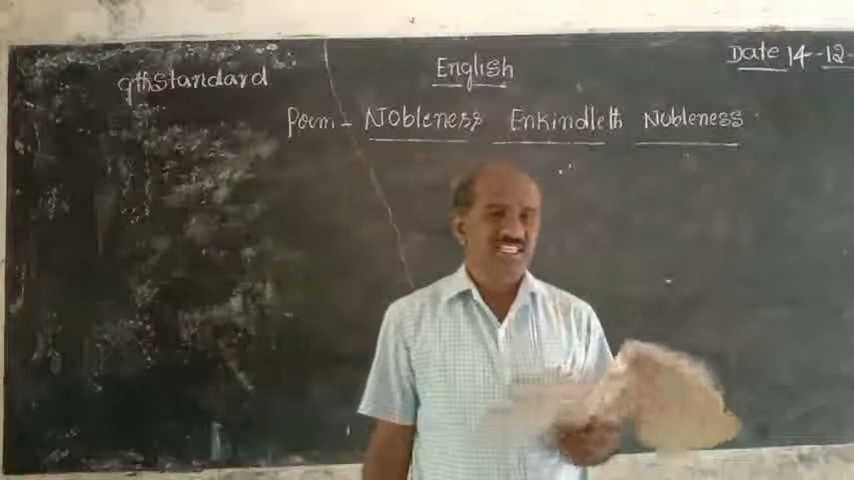 9thstandard
English
Date 14-12-
Poem - Nobleness Enkindleth Nobleness